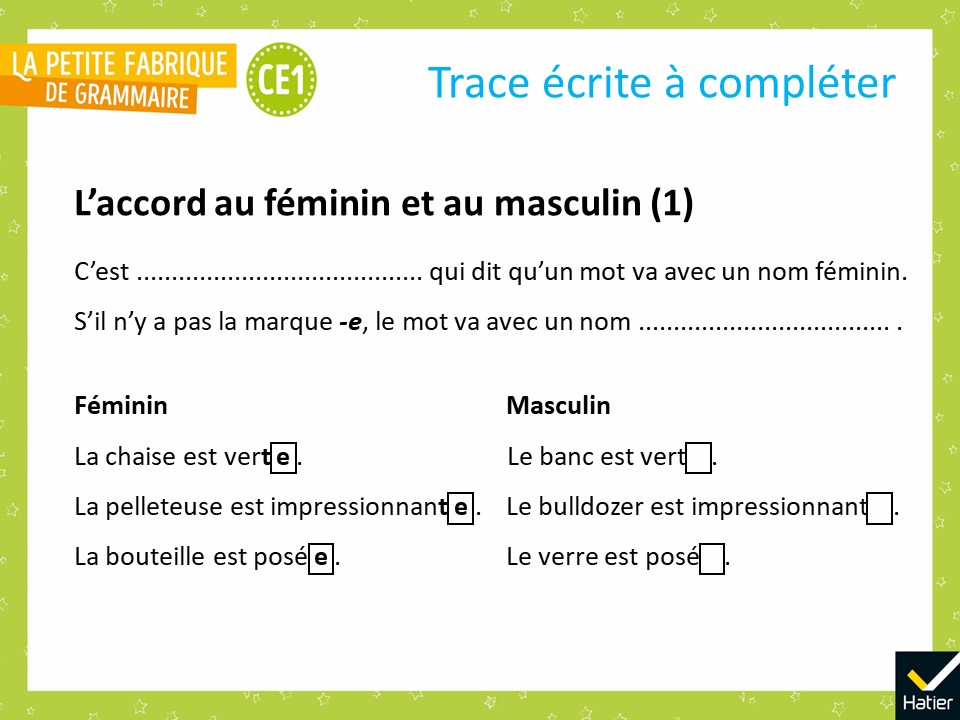 LA PETITE FABRIQUE
DE GRAMMAIRE
CE1
Trace écrite à compléter
L’accord au féminin et au masculin (1)
C’est ......................................... qui dit qu’un mot va avec un nom féminin.
S’il n’y a pas la marque -e, le mot va avec un nom .................................... .
Féminin
Masculin
La chaise est verte.
Le banc est vert .
La pelleteuse est impressionnante.
Le bulldozer est impressionnant .
La bouteille est posée.
Le verre est posé .
Hatier